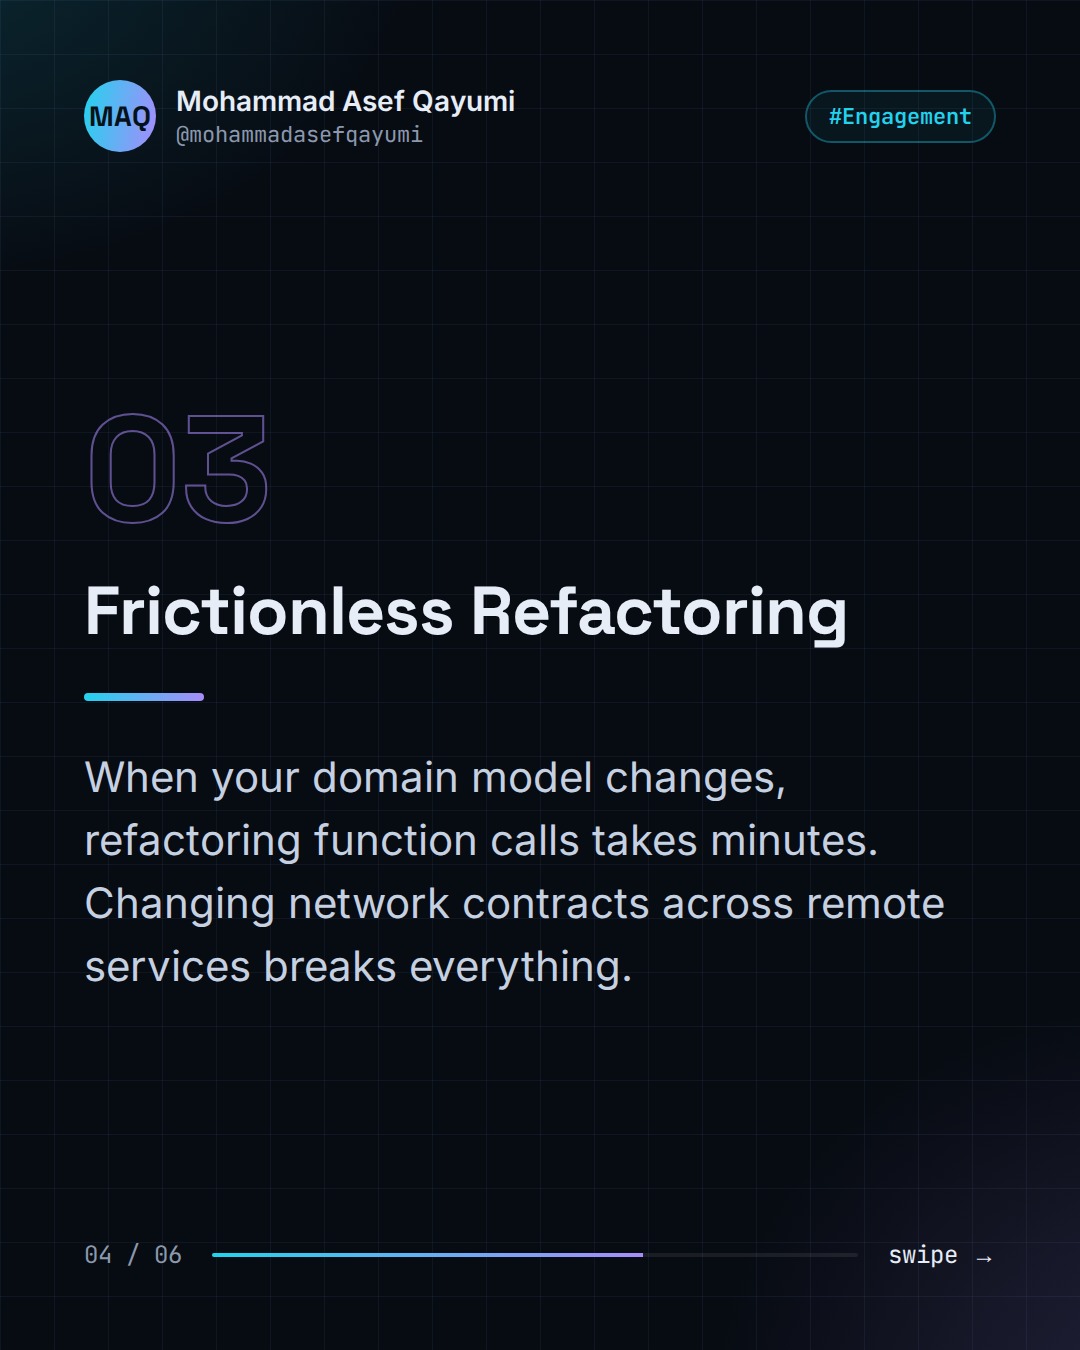 MAQ
Mohammad Asef Qayumi
@mohammadasefqayumi
#Engagement
03
Frictionless Refactoring
When your domain model changes,
refactoring function calls takes minutes.
Changing network contracts across remote
services breaks everything.
04 / 06
swipe →